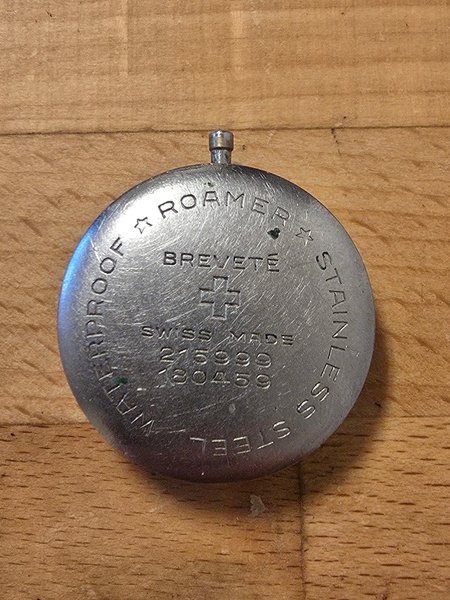 ☆ ROAMER ☆ STAINLESS STEEL WATERPROOF
BREVETÉ
SWISS MADE
215999
180459